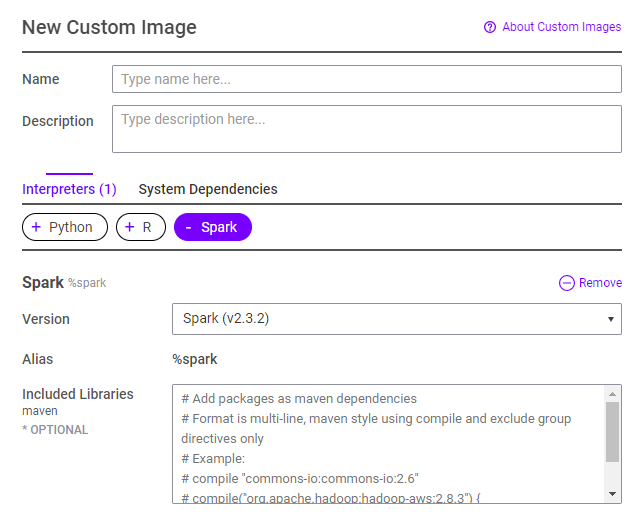 New Custom Image
About Custom Images
Name
Type name here...
Description
Type description here...
Interpreters (1)
System Dependencies
+ Python
+ R
- Spark
Spark %spark
Remove
Version
Spark (v2.3.2)
Alias
%spark
Included Libraries
maven
* OPTIONAL
# Add packages as maven dependencies
# Format is multi-line, maven style using compile and exclude group
directives only
# Example:
# compile "commons-io:commons-io:2.6"
# compile("org.apache.hadoop:hadoop-aws:2.8.3") {